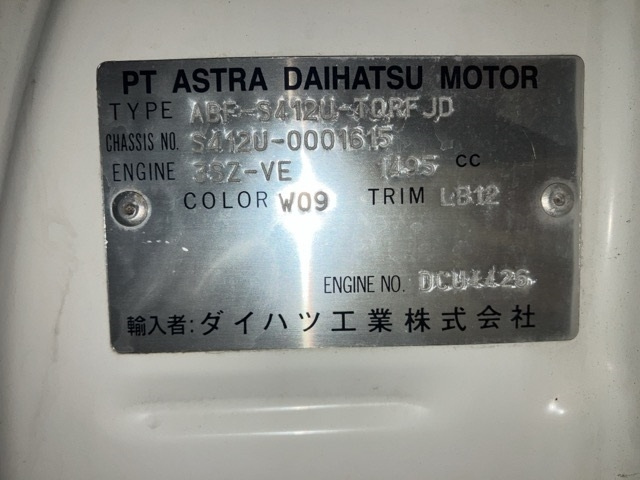 PT ASTRA DAIHATSU MOTOR
TYPE ABF-S412U-TQRFJD
CHASSIS NO. S412U-0001615
ENGINE 3SZ-VE 1495 CC
COLOR W09 TRIM LB12
ENGINE NO.
輸入者: ダイハツ工業株式会社